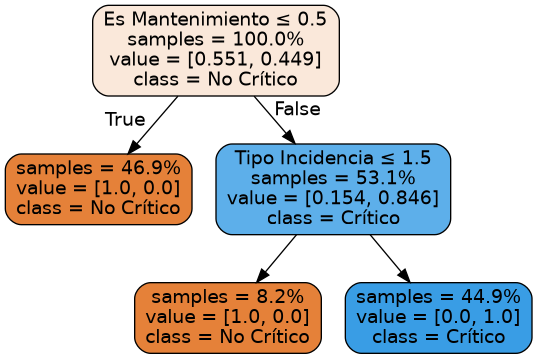 Es Mantenimiento ≤ 0.5
samples = 100.0%
value = [0.551, 0.449]
class = No Crítico
True
False
samples = 46.9%
value = [1.0, 0.0]
class = No Crítico
Tipo Incidencia ≤ 1.5
samples = 53.1%
value = [0.154, 0.846]
class = Crítico
samples = 8.2%
value = [1.0, 0.0]
class = No Crítico
samples = 44.9%
value = [0.0, 1.0]
class = Crítico